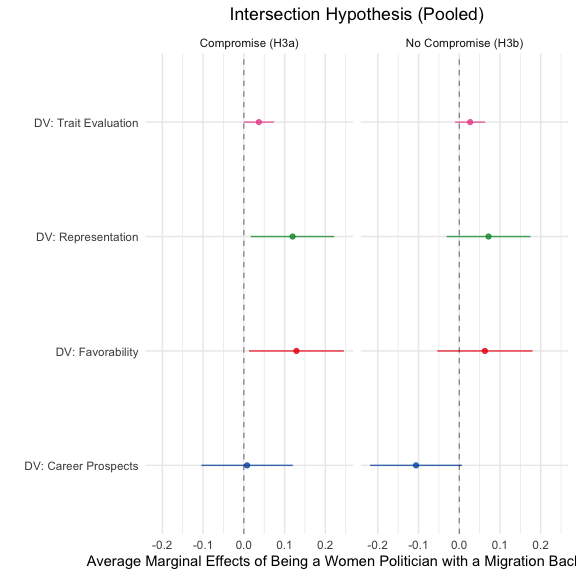 Intersection Hypothesis (Pooled)
Compromise (H3a)
No Compromise (H3b)
DV: Trait Evaluation
DV: Representation
DV: Favorability
DV: Career Prospects
-0.2 -0.1 0.0 0.1 0.2
-0.2 -0.1 0.0 0.1 0.2
Average Marginal Effects of Being a Women Politician with a Migration Back